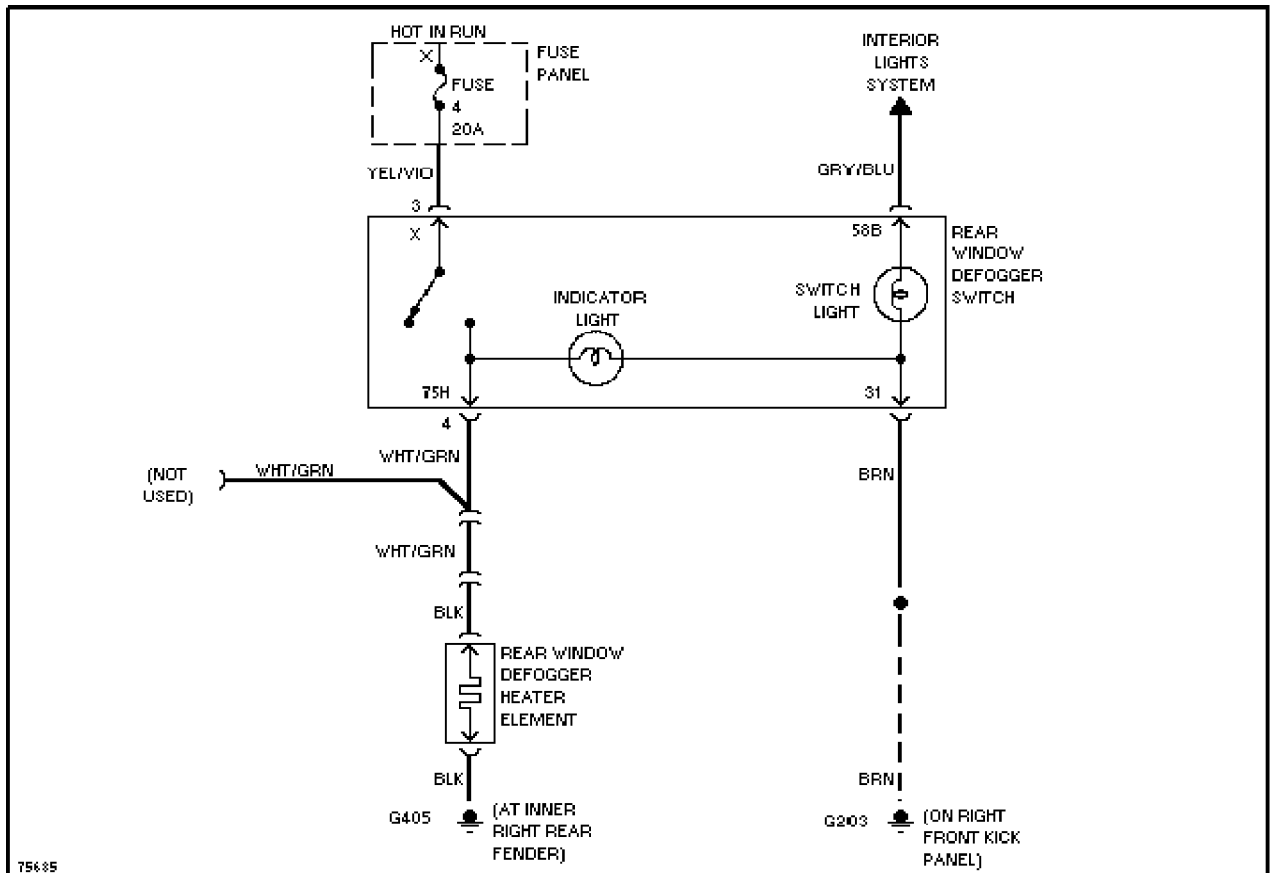 HOT IN RUN
X
FUSE
4
20A
FUSE
PANEL
INTERIOR
LIGHTS
SYSTEM
YEL/VIO
GRY/BLU
3
X
58B
REAR
WINDOW
DEFOGGER
SWITCH
INDICATOR
LIGHT
SWITCH
LIGHT
75H
31
4
WHT/GRN
BRN
(NOT
USED)
WHT/GRN
WHT/GRN
BLK
REAR WINDOW
DEFOGGER
HEATER
ELEMENT
BLK
BRN
G405
(AT INNER
RIGHT REAR
FENDER)
G203
(ON RIGHT
FRONT KICK
PANEL)
75685